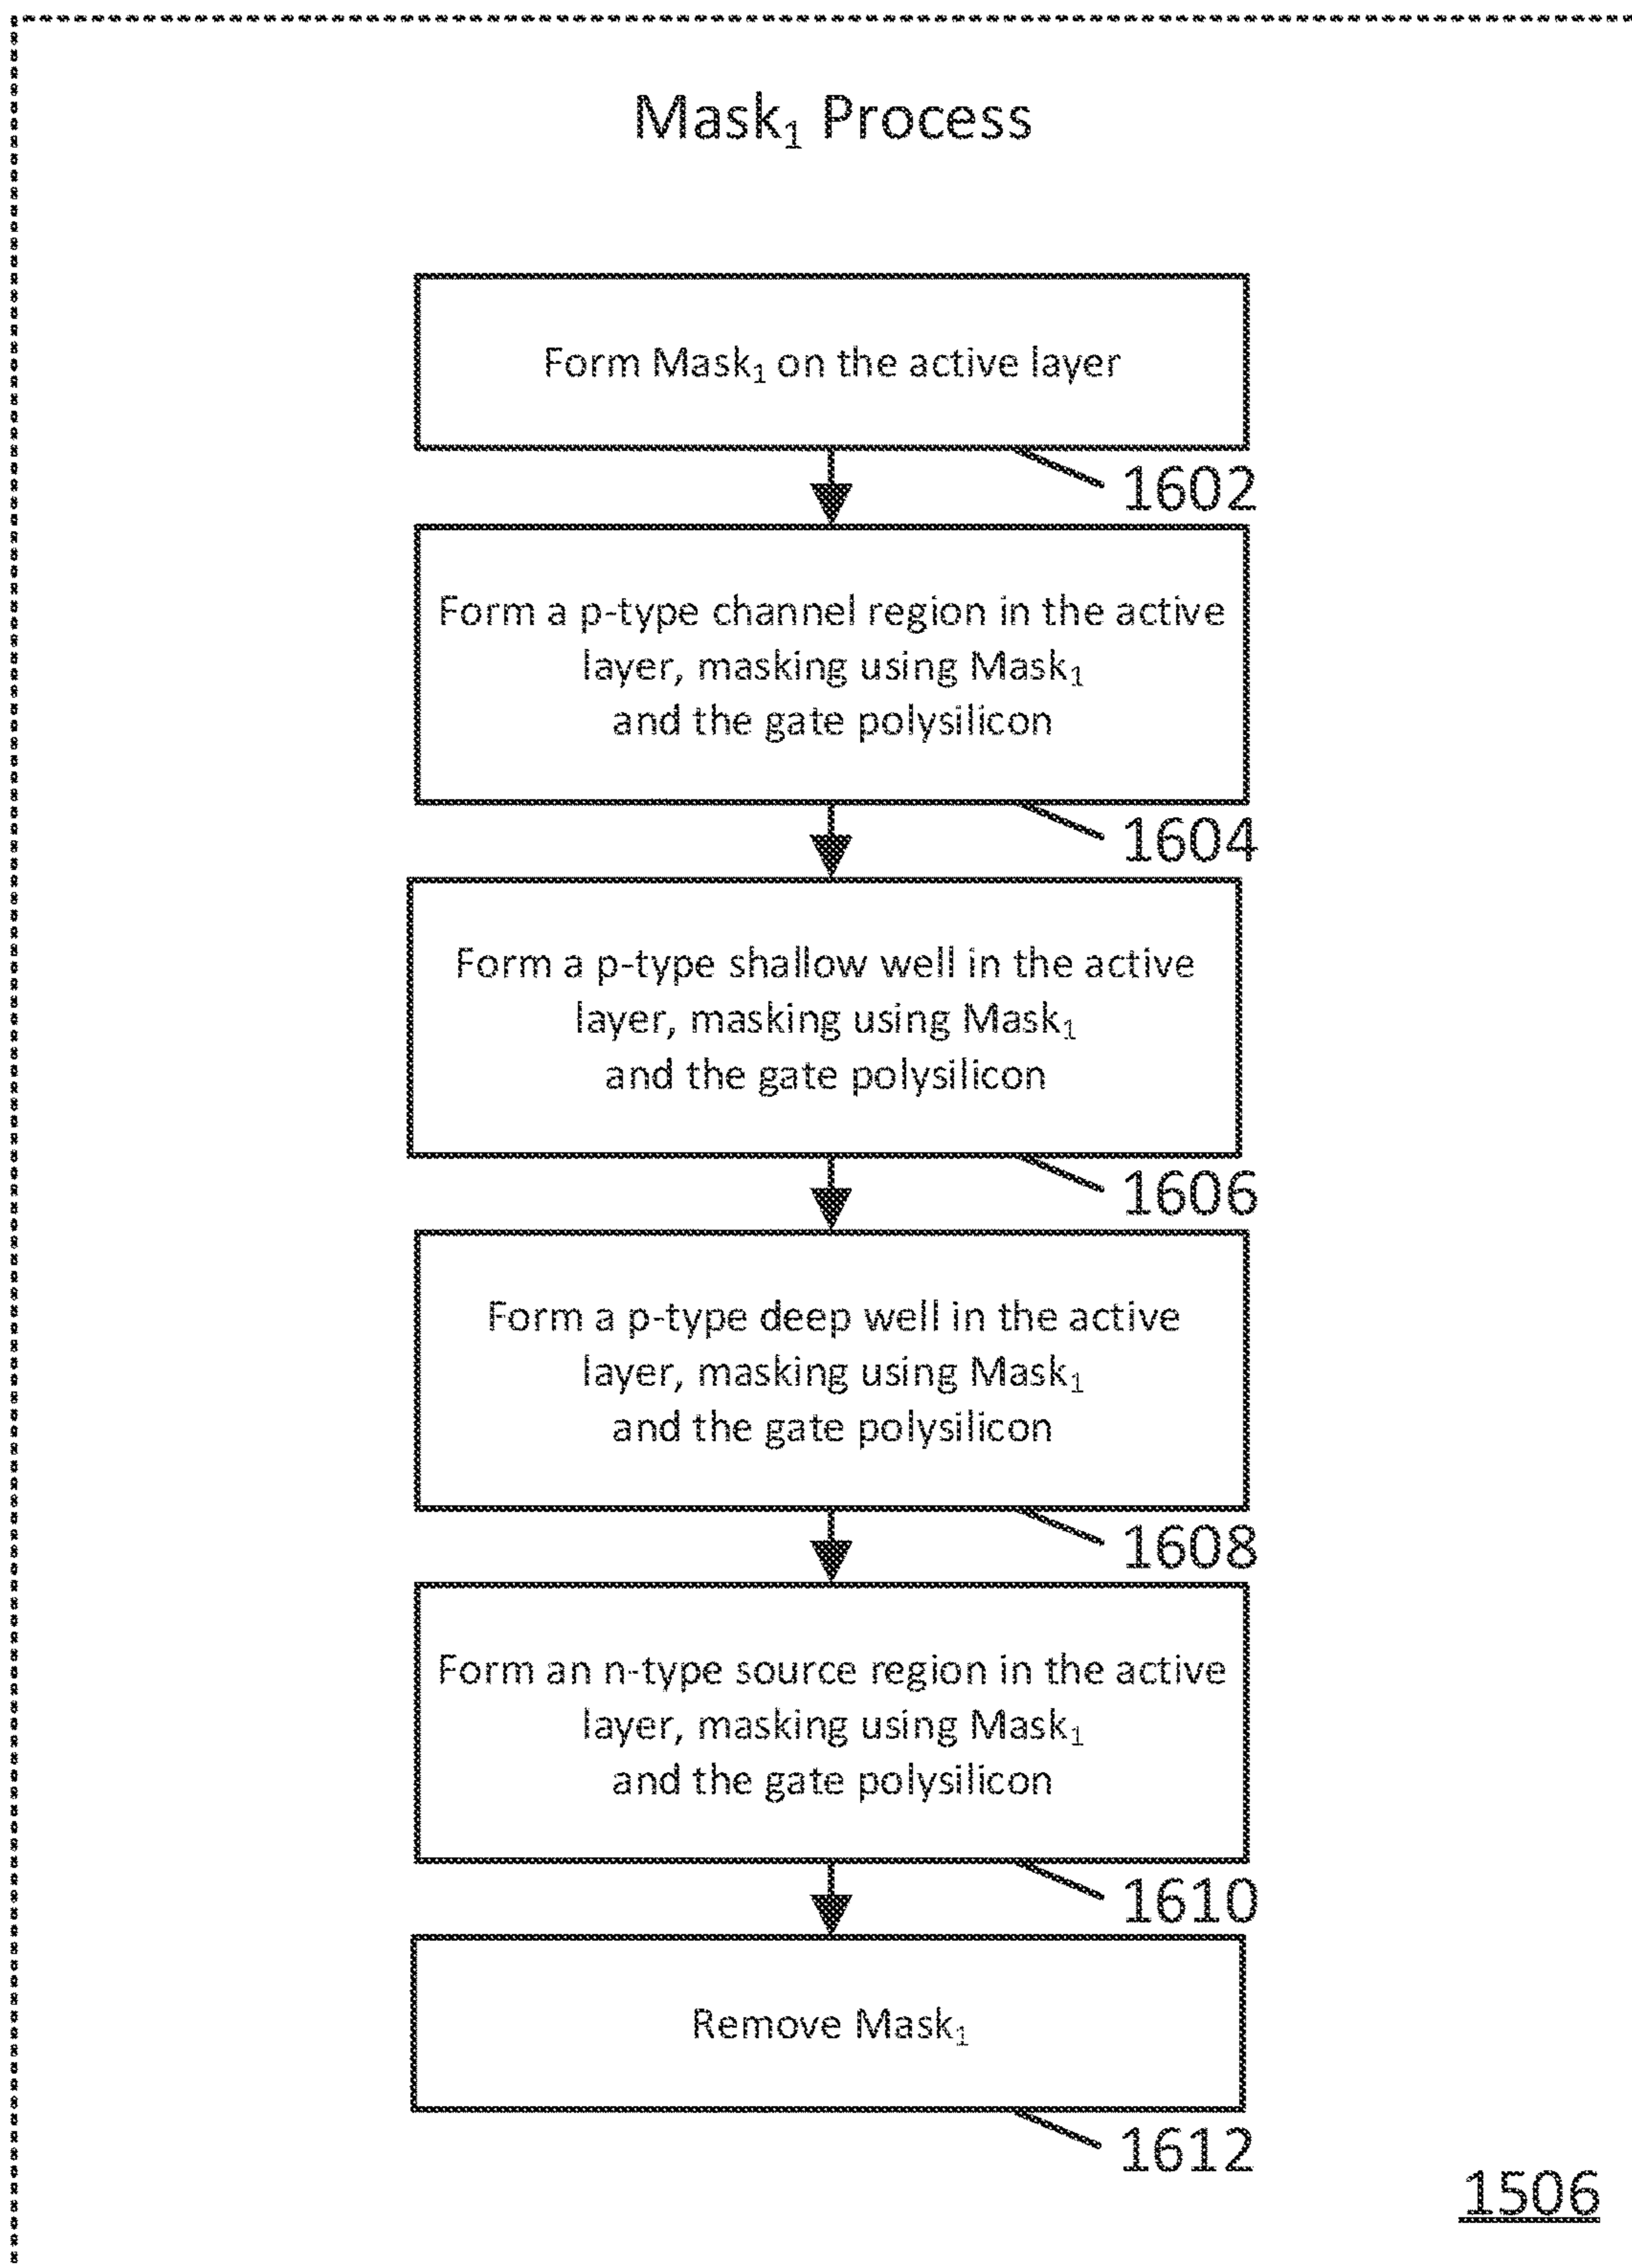 Mask₁ Process
Form Mask₁ on the active layer
1602
Form a p-type channel region in the active
layer, masking using Mask₁
and the gate polysilicon
1604
Form a p-type shallow well in the active
layer, masking using Mask₁
and the gate polysilicon
1606
Form a p-type deep well in the active
layer, masking using Mask₁
and the gate polysilicon
1608
Form an n-type source region in the active
layer, masking using Mask₁
and the gate polysilicon
1610
Remove Mask₁
1612
1506